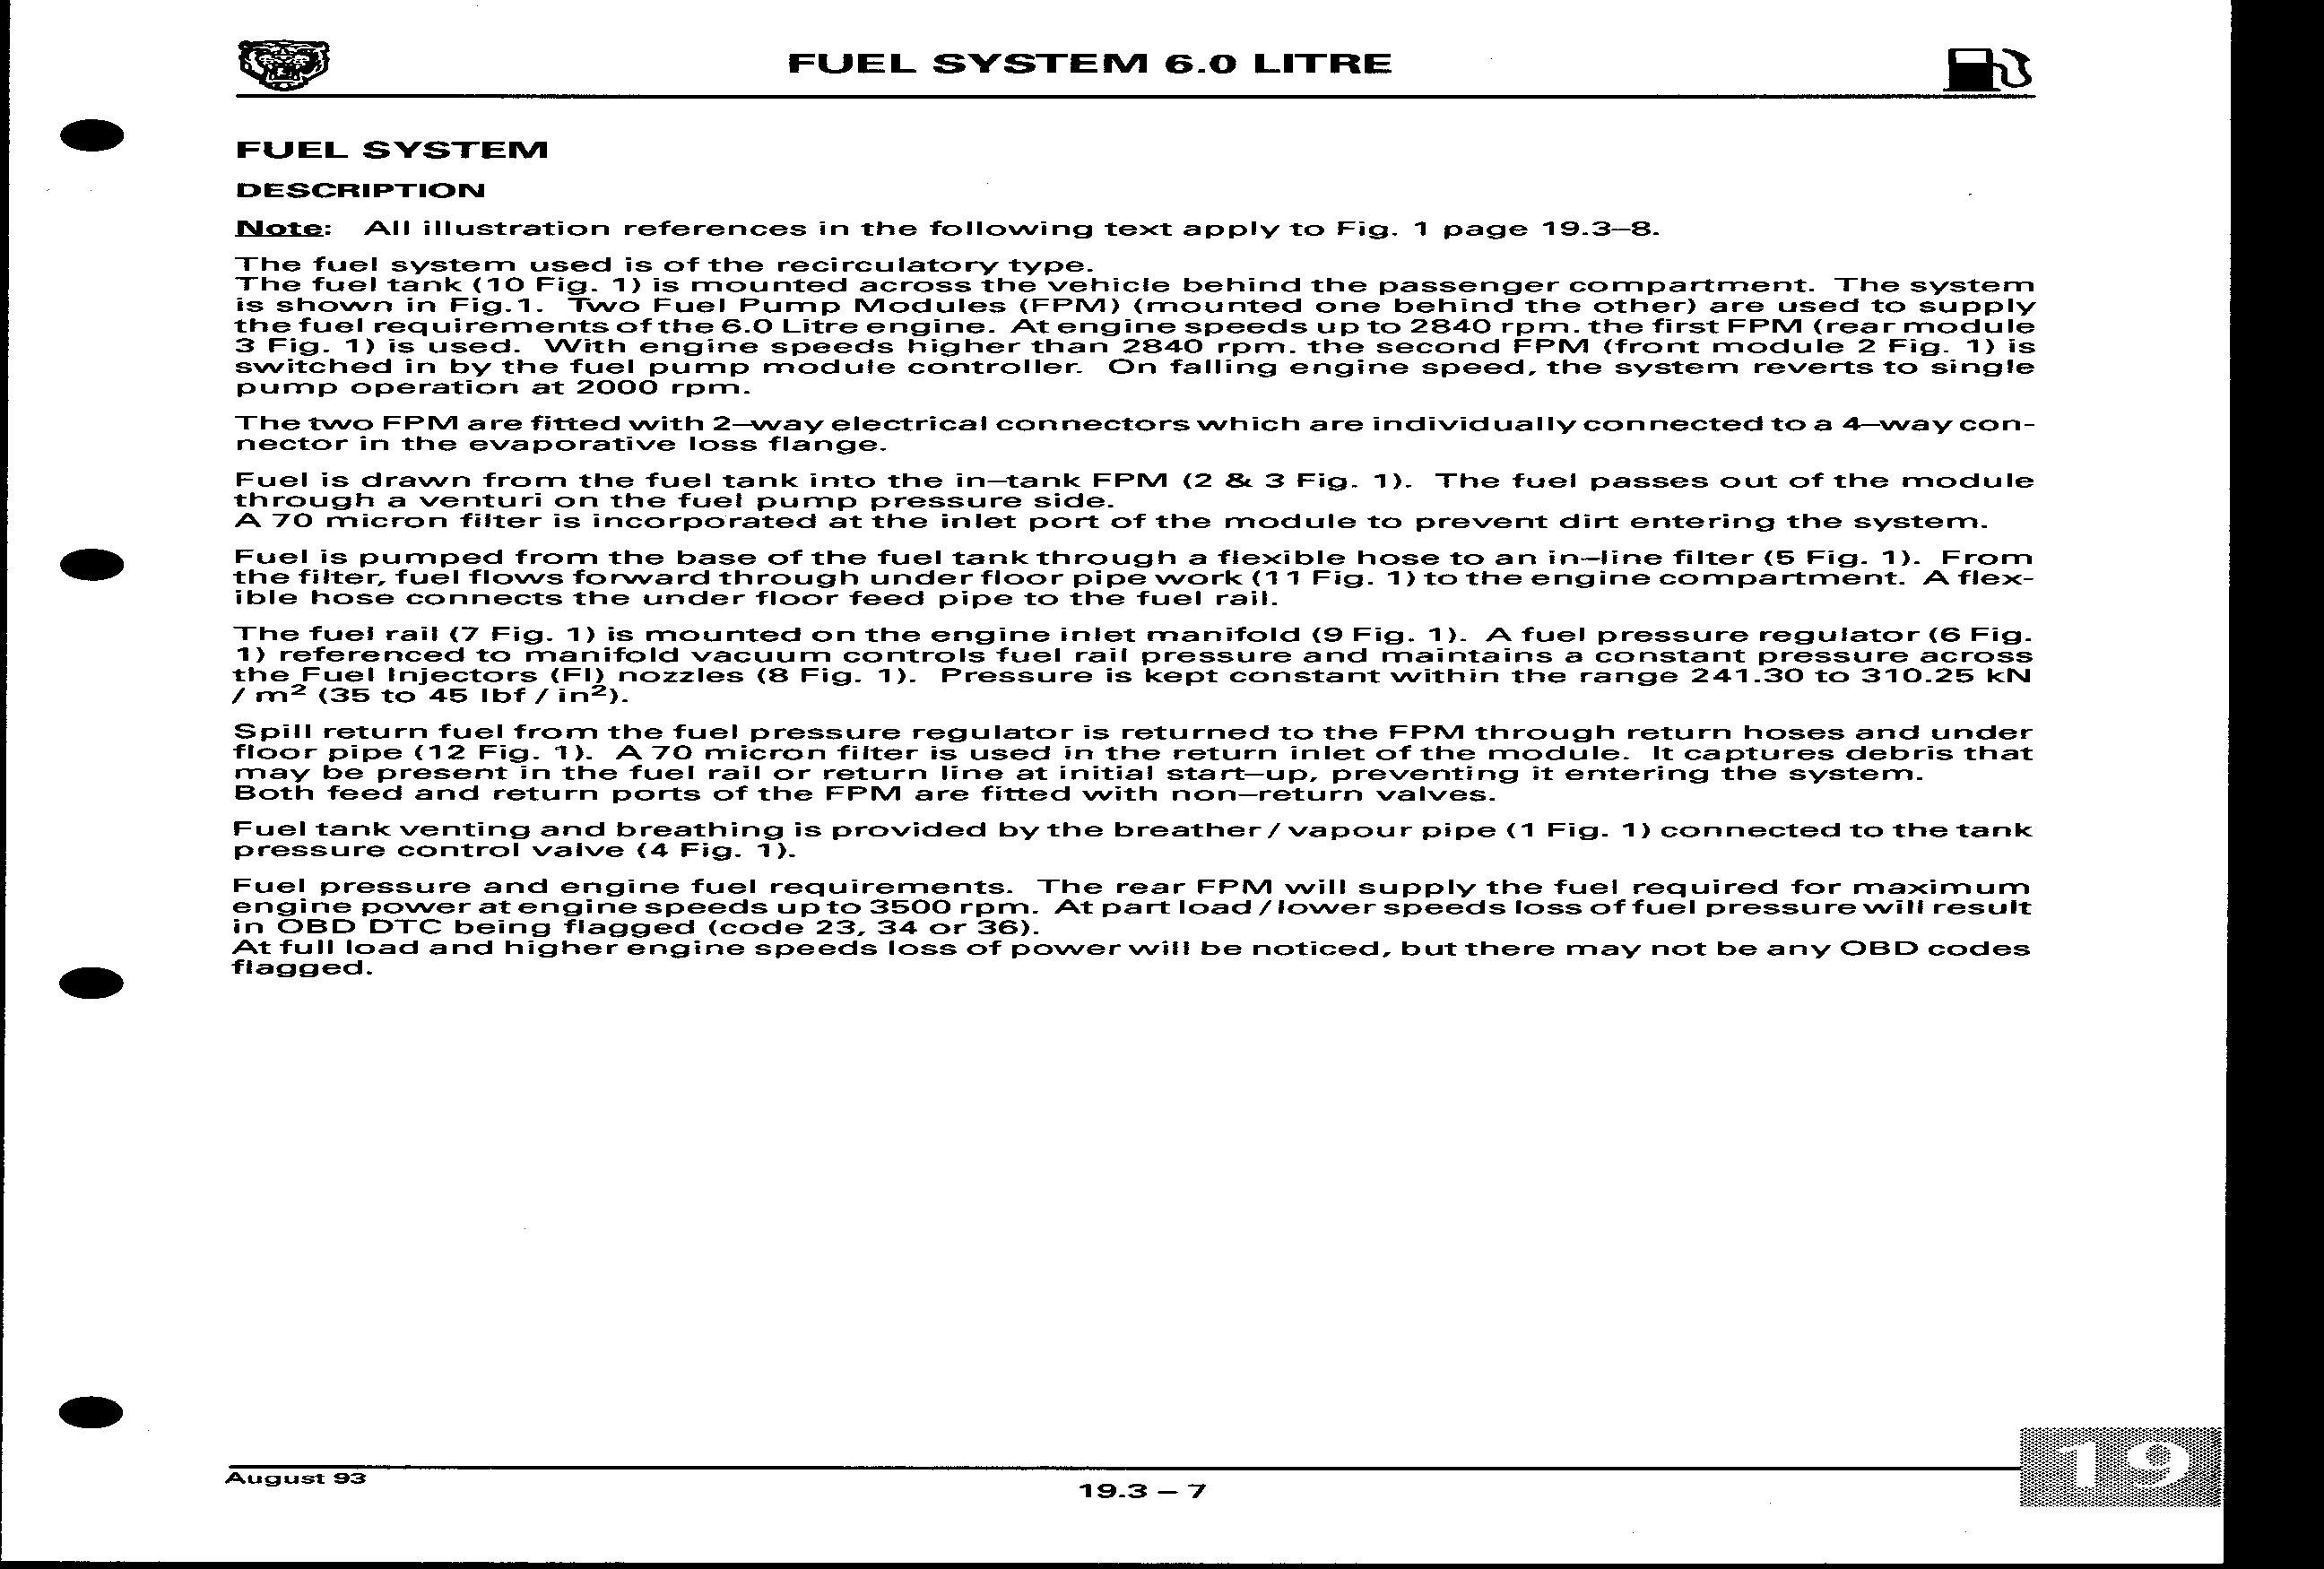 FUEL SYSTEM 6.0 LITRE
FUEL SYSTEM
DESCRIPTION
Note: All illustration references in the following text apply to Fig. 1 page 19.3–8.
The fuel system used is of the recirculatory type.
The fuel tank (10 Fig. 1) is mounted across the vehicle behind the passenger compartment. The system
is shown in Fig.1. Two Fuel Pump Modules (FPM) (mounted one behind the other) are used to supply
the fuel requirements of the 6.0 Litre engine. At engine speeds up to 2840 rpm. the first FPM (rear module
3 Fig. 1) is used. With engine speeds higher than 2840 rpm. the second FPM (front module 2 Fig. 1) is
switched in by the fuel pump module controller. On falling engine speed, the system reverts to single
pump operation at 2000 rpm.
The two FPM are fitted with 2–way electrical connectors which are individually connected to a 4–way con-
nector in the evaporative loss flange.
Fuel is drawn from the fuel tank into the in–tank FPM (2 & 3 Fig. 1). The fuel passes out of the module
through a venturi on the fuel pump pressure side.
A 70 micron filter is incorporated at the inlet port of the module to prevent dirt entering the system.
Fuel is pumped from the base of the fuel tank through a flexible hose to an in–line filter (5 Fig. 1). From
the filter, fuel flows forward through under floor pipe work (11 Fig. 1) to the engine compartment. A flex-
ible hose connects the under floor feed pipe to the fuel rail.
The fuel rail (7 Fig. 1) is mounted on the engine inlet manifold (9 Fig. 1). A fuel pressure regulator (6 Fig.
1) referenced to manifold vacuum controls fuel rail pressure and maintains a constant pressure across
the Fuel Injectors (FI) nozzles (8 Fig. 1). Pressure is kept constant within the range 241.30 to 310.25 kN
/ m² (35 to 45 lbf / in²).
Spill return fuel from the fuel pressure regulator is returned to the FPM through return hoses and under
floor pipe (12 Fig. 1). A 70 micron filter is used in the return inlet of the module. It captures debris that
may be present in the fuel rail or return line at initial start–up, preventing it entering the system.
Both feed and return ports of the FPM are fitted with non–return valves.
Fuel tank venting and breathing is provided by the breather / vapour pipe (1 Fig. 1) connected to the tank
pressure control valve (4 Fig. 1).
Fuel pressure and engine fuel requirements. The rear FPM will supply the fuel required for maximum
engine power at engine speeds up to 3500 rpm. At part load / lower speeds loss of fuel pressure will result
in OBD DTC being flagged (code 23, 34 or 36).
At full load and higher engine speeds loss of power will be noticed, but there may not be any OBD codes
flagged.
August 93
19.3 – 7
19